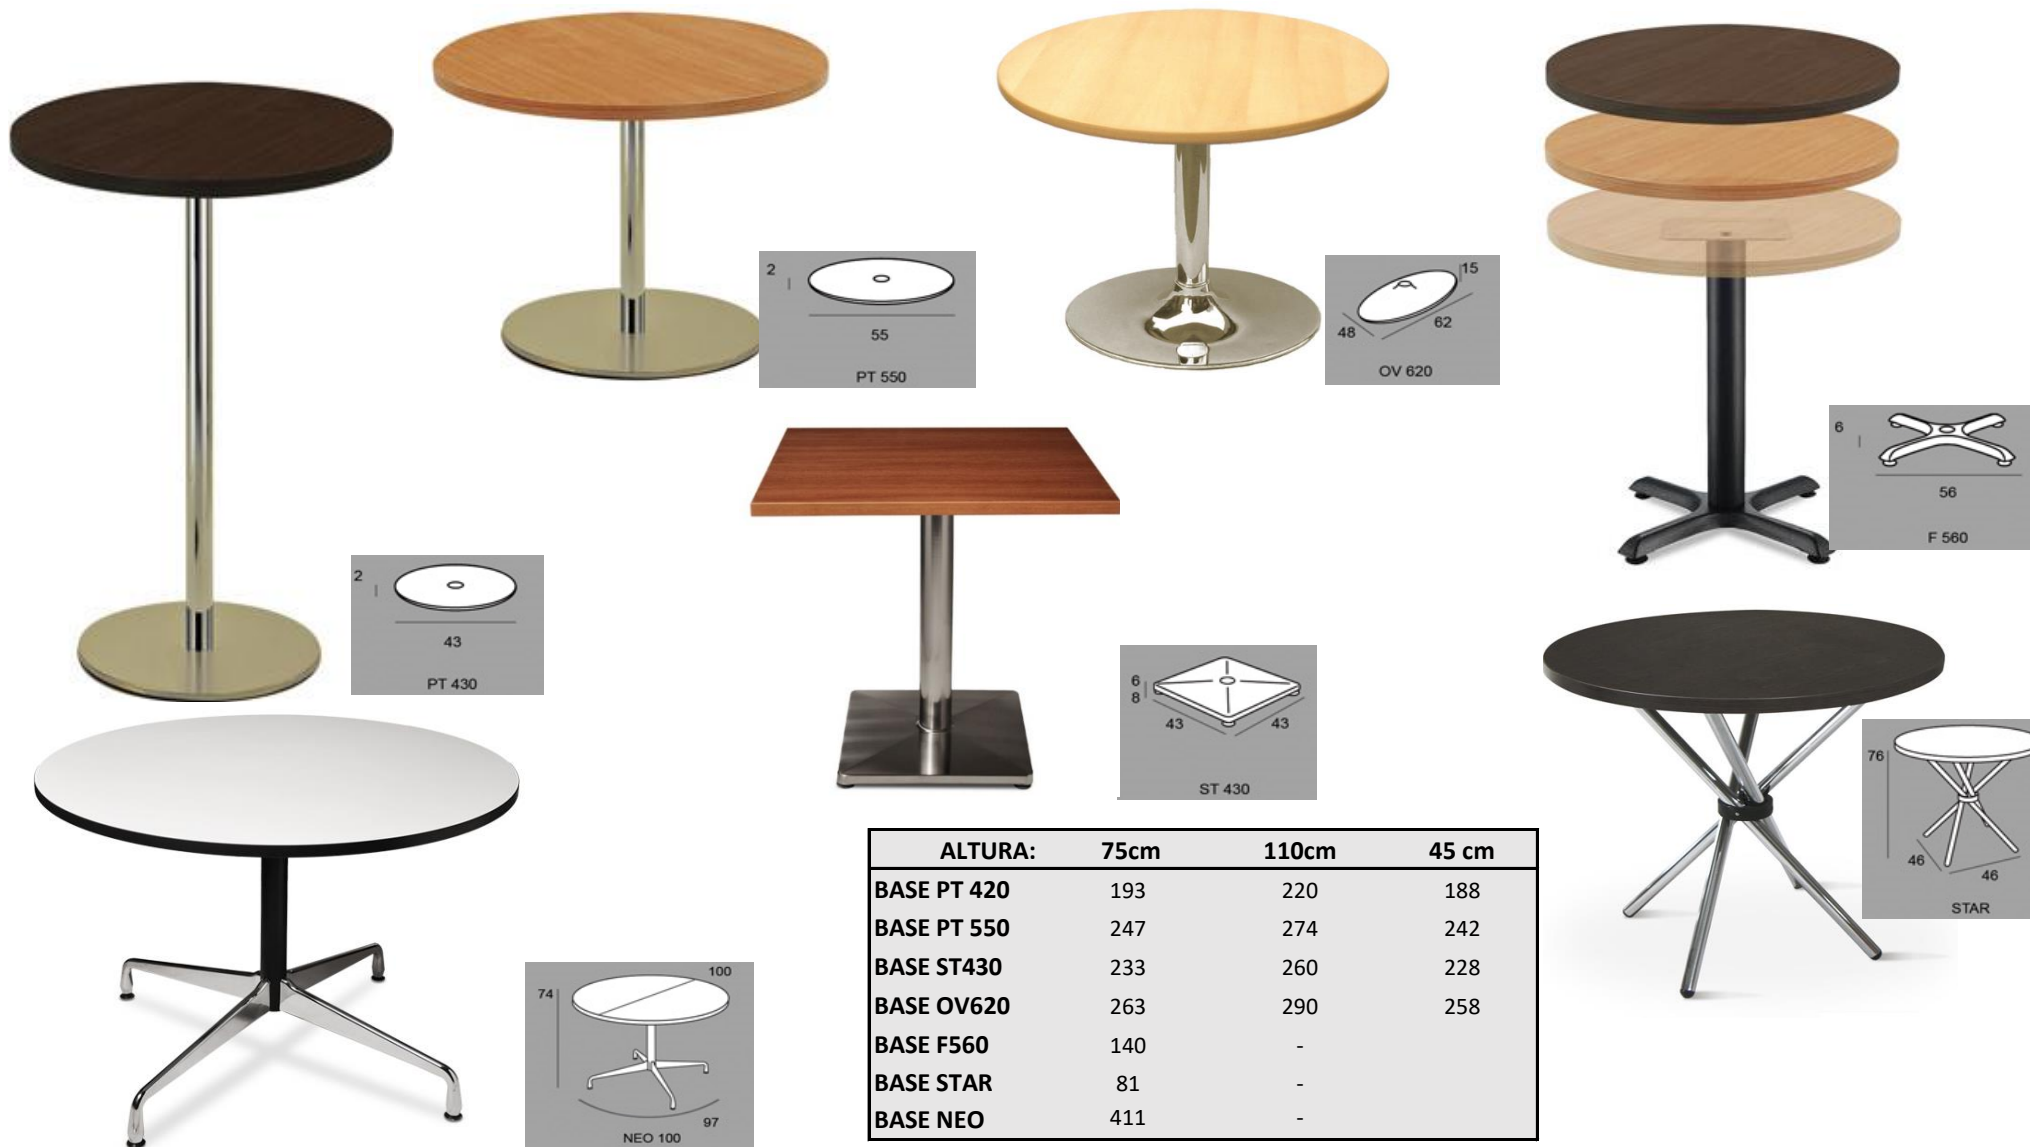 2
55
PT 550
15
48
62
OV 620
6
56
F 560
2
43
PT 430
6
8
43
43
ST 430
76
46
46
STAR
100
74
97
NEO 100
ALTURA: 75cm 110cm 45 cm
BASE PT 420 193 220 188
BASE PT 550 247 274 242
BASE ST430 233 260 228
BASE OV620 263 290 258
BASE F560 140 -
BASE STAR 81 -
BASE NEO 411 -